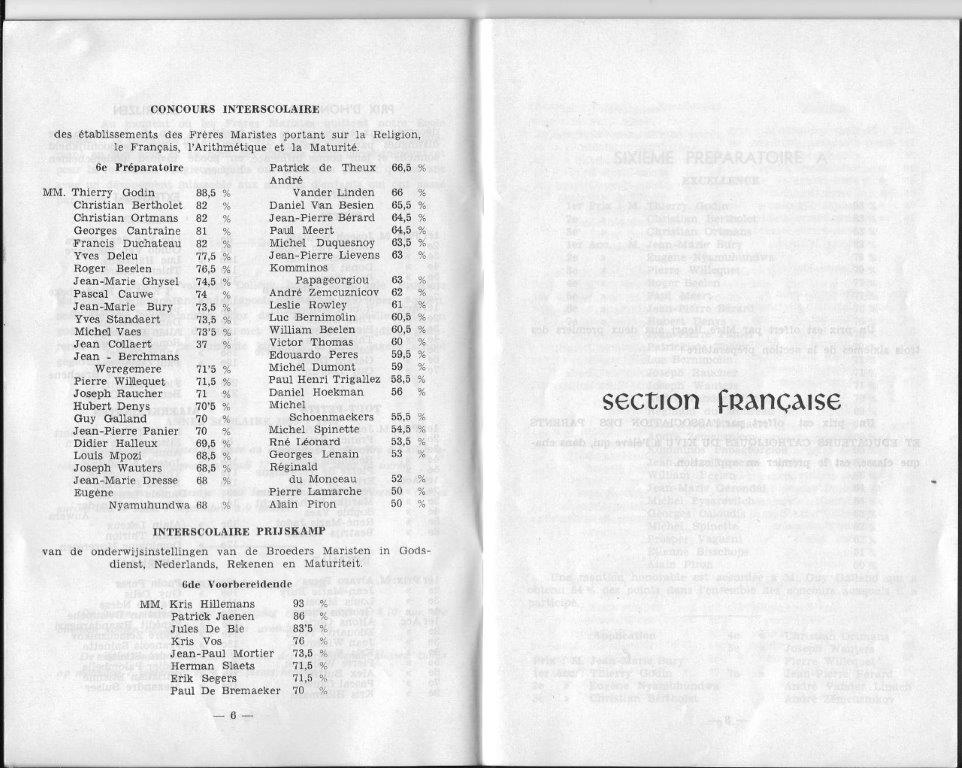 CONCOURS INTERSCOLAIRE
des établissements des Frères Maristes portant sur la Religion,
le Français, l'Arithmétique et la Maturité.
6e Préparatoire
MM. Thierry Godin 88,5 %
Christian Bertholet 82 %
Christian Ortmans 82 %
Georges Cantraine 81 %
Francis Duchateau 82 %
Yves Deleu 77,5 %
Roger Beelen 76,5 %
Jean-Marie Ghysel 74,5 %
Pascal Cauwe 74 %
Jean-Marie Bury 73,5 %
Yves Standaert 73,5 %
Michel Vaes 73'5 %
Jean Collaert 37 %
Jean - Berchmans
Weregemere 71'5 %
Pierre Willequet 71,5 %
Joseph Raucher 71 %
Hubert Denys 70'5 %
Guy Galland 70 %
Jean-Pierre Panier 70 %
Didier Halleux 69,5 %
Louis Mpozi 68,5 %
Joseph Wauters 68,5 %
Jean-Marie Dresse 68 %
Eugène
Nyamuhundwa 68 %
Patrick de Theux 66,5 %
André
Vander Linden 66 %
Daniel Van Besien 65,5 %
Jean-Pierre Bérard 64,5 %
Paul Meert 64,5 %
Michel Duquesnoy 63,5 %
Jean-Pierre Lievens 63 %
Komminos
Papageorgiou 63 %
André Zemcuznicov 62 %
Leslie Rowley 61 %
Luc Bernimolin 60,5 %
William Beelen 60,5 %
Victor Thomas 60 %
Edouardo Peres 59,5 %
Michel Dumont 59 %
Paul Henri Trigallez 58,5 %
Daniel Hoekman 56 %
Michel
Schoenmaekers 55,5 %
Michel Spinette 54,5 %
Rné Léonard 53,5 %
Georges Lenain 53 %
Réginald
du Monceau 52 %
Pierre Lamarche 50 %
Alain Piron 50 %
INTERSCOLAIRE PRIJSKAMP
van de onderwijsinstellingen van de Broeders Maristen in Gods-
dienst, Nederlands, Rekenen en Maturiteit.
6de Voorbereidende
MM. Kris Hillemans 93 %
Patrick Jaenen 86 %
Jules De Bie 83'5 %
Kris Vos 76 %
Jean-Paul Mortier 73,5 %
Herman Slaets 71,5 %
Erik Segers 71,5 %
Paul De Bremaeker 70 %
— 6 —
section française